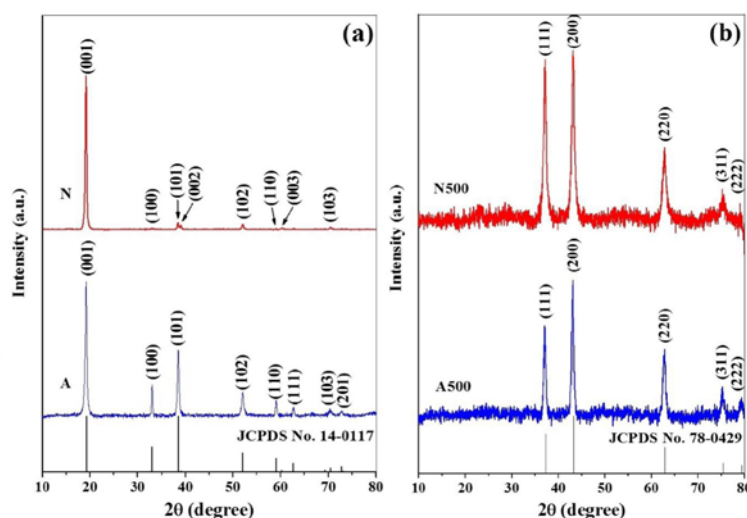 (a)
(001)
(100)
(101)
(002)
(102)
(110)
(003)
(103)
N
(001)
(100)
(101)
(102)
(110)
(111)
(103)
(201)
A
JCPDS No. 14-0117
Intensity (a.u.)
10 20 30 40 50 60 70 80
2θ (degree)
(b)
(111)
(200)
(220)
(311)
(222)
N500
(111)
(200)
(220)
(311)
(222)
A500
JCPDS No. 78-0429
Intensity (a.u.)
10 20 30 40 50 60 70 80
2θ (degree)